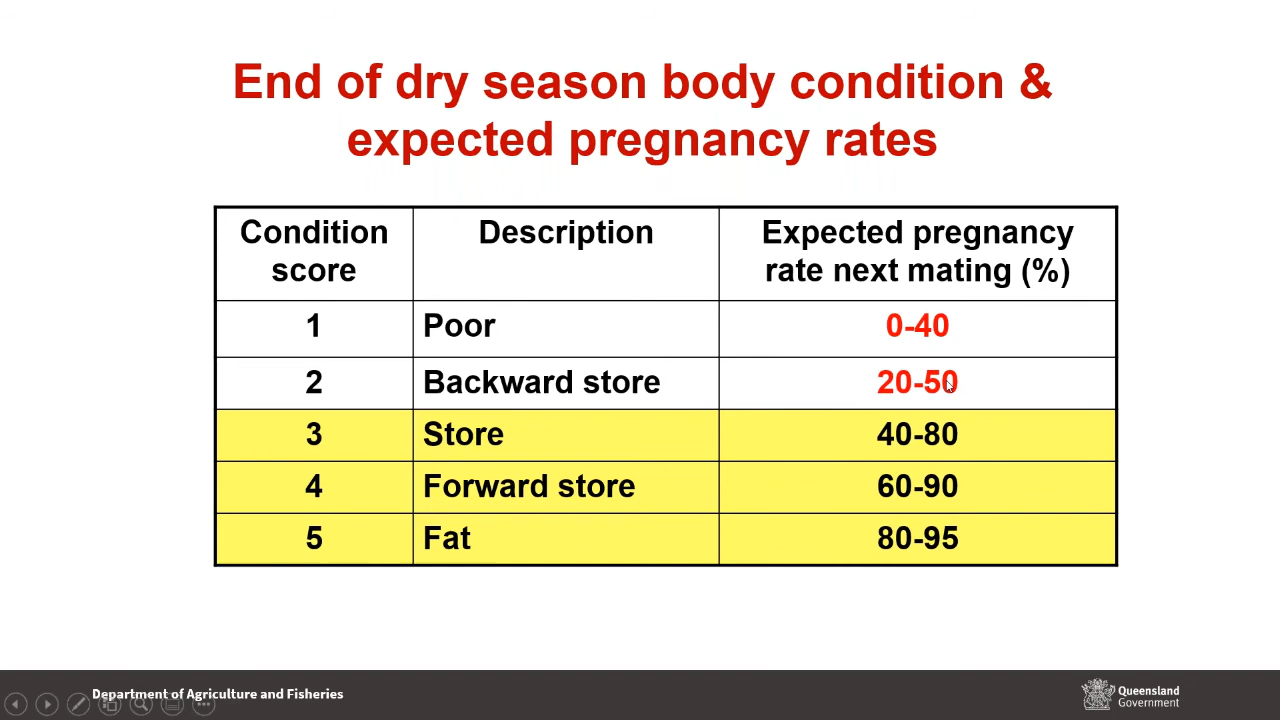 End of dry season body condition &
expected pregnancy rates
Condition score Description Expected pregnancy rate next mating (%)
1 Poor 0-40
2 Backward store 20-50
3 Store 40-80
4 Forward store 60-90
5 Fat 80-95
Department of Agriculture and Fisheries
Queensland
Government